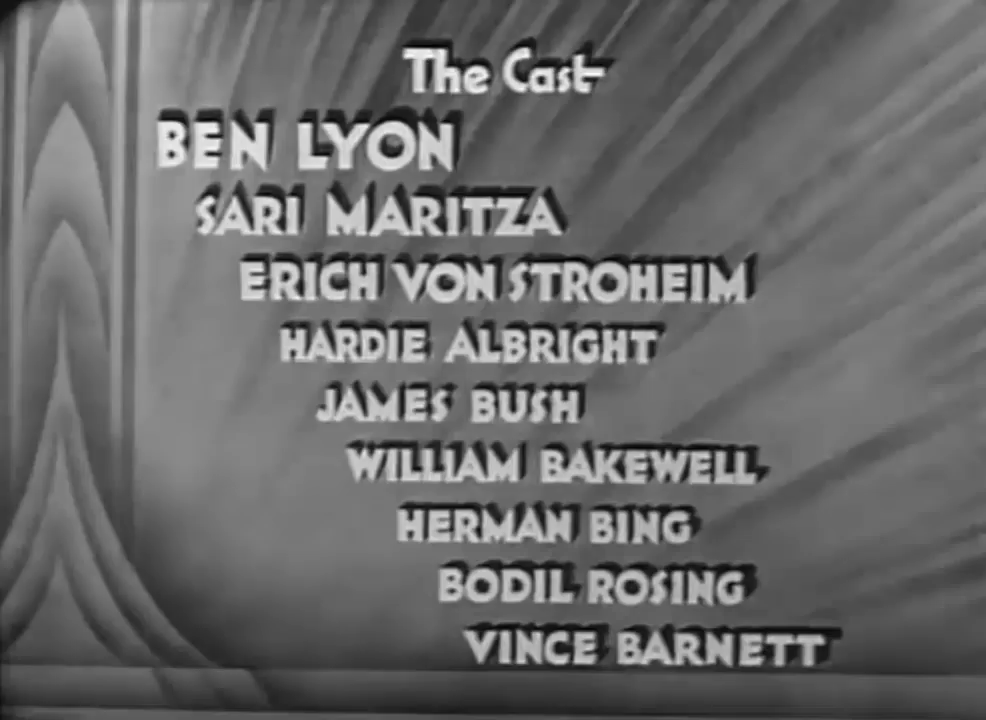 The Cast
BEN LYON
SARI MARITZA
ERICH VON STROHEIM
HARDIE ALBRIGHT
JAMES BUSH
WILLIAM BAKEWELL
HERMAN BING
BODIL ROSING
VINCE BARNETT